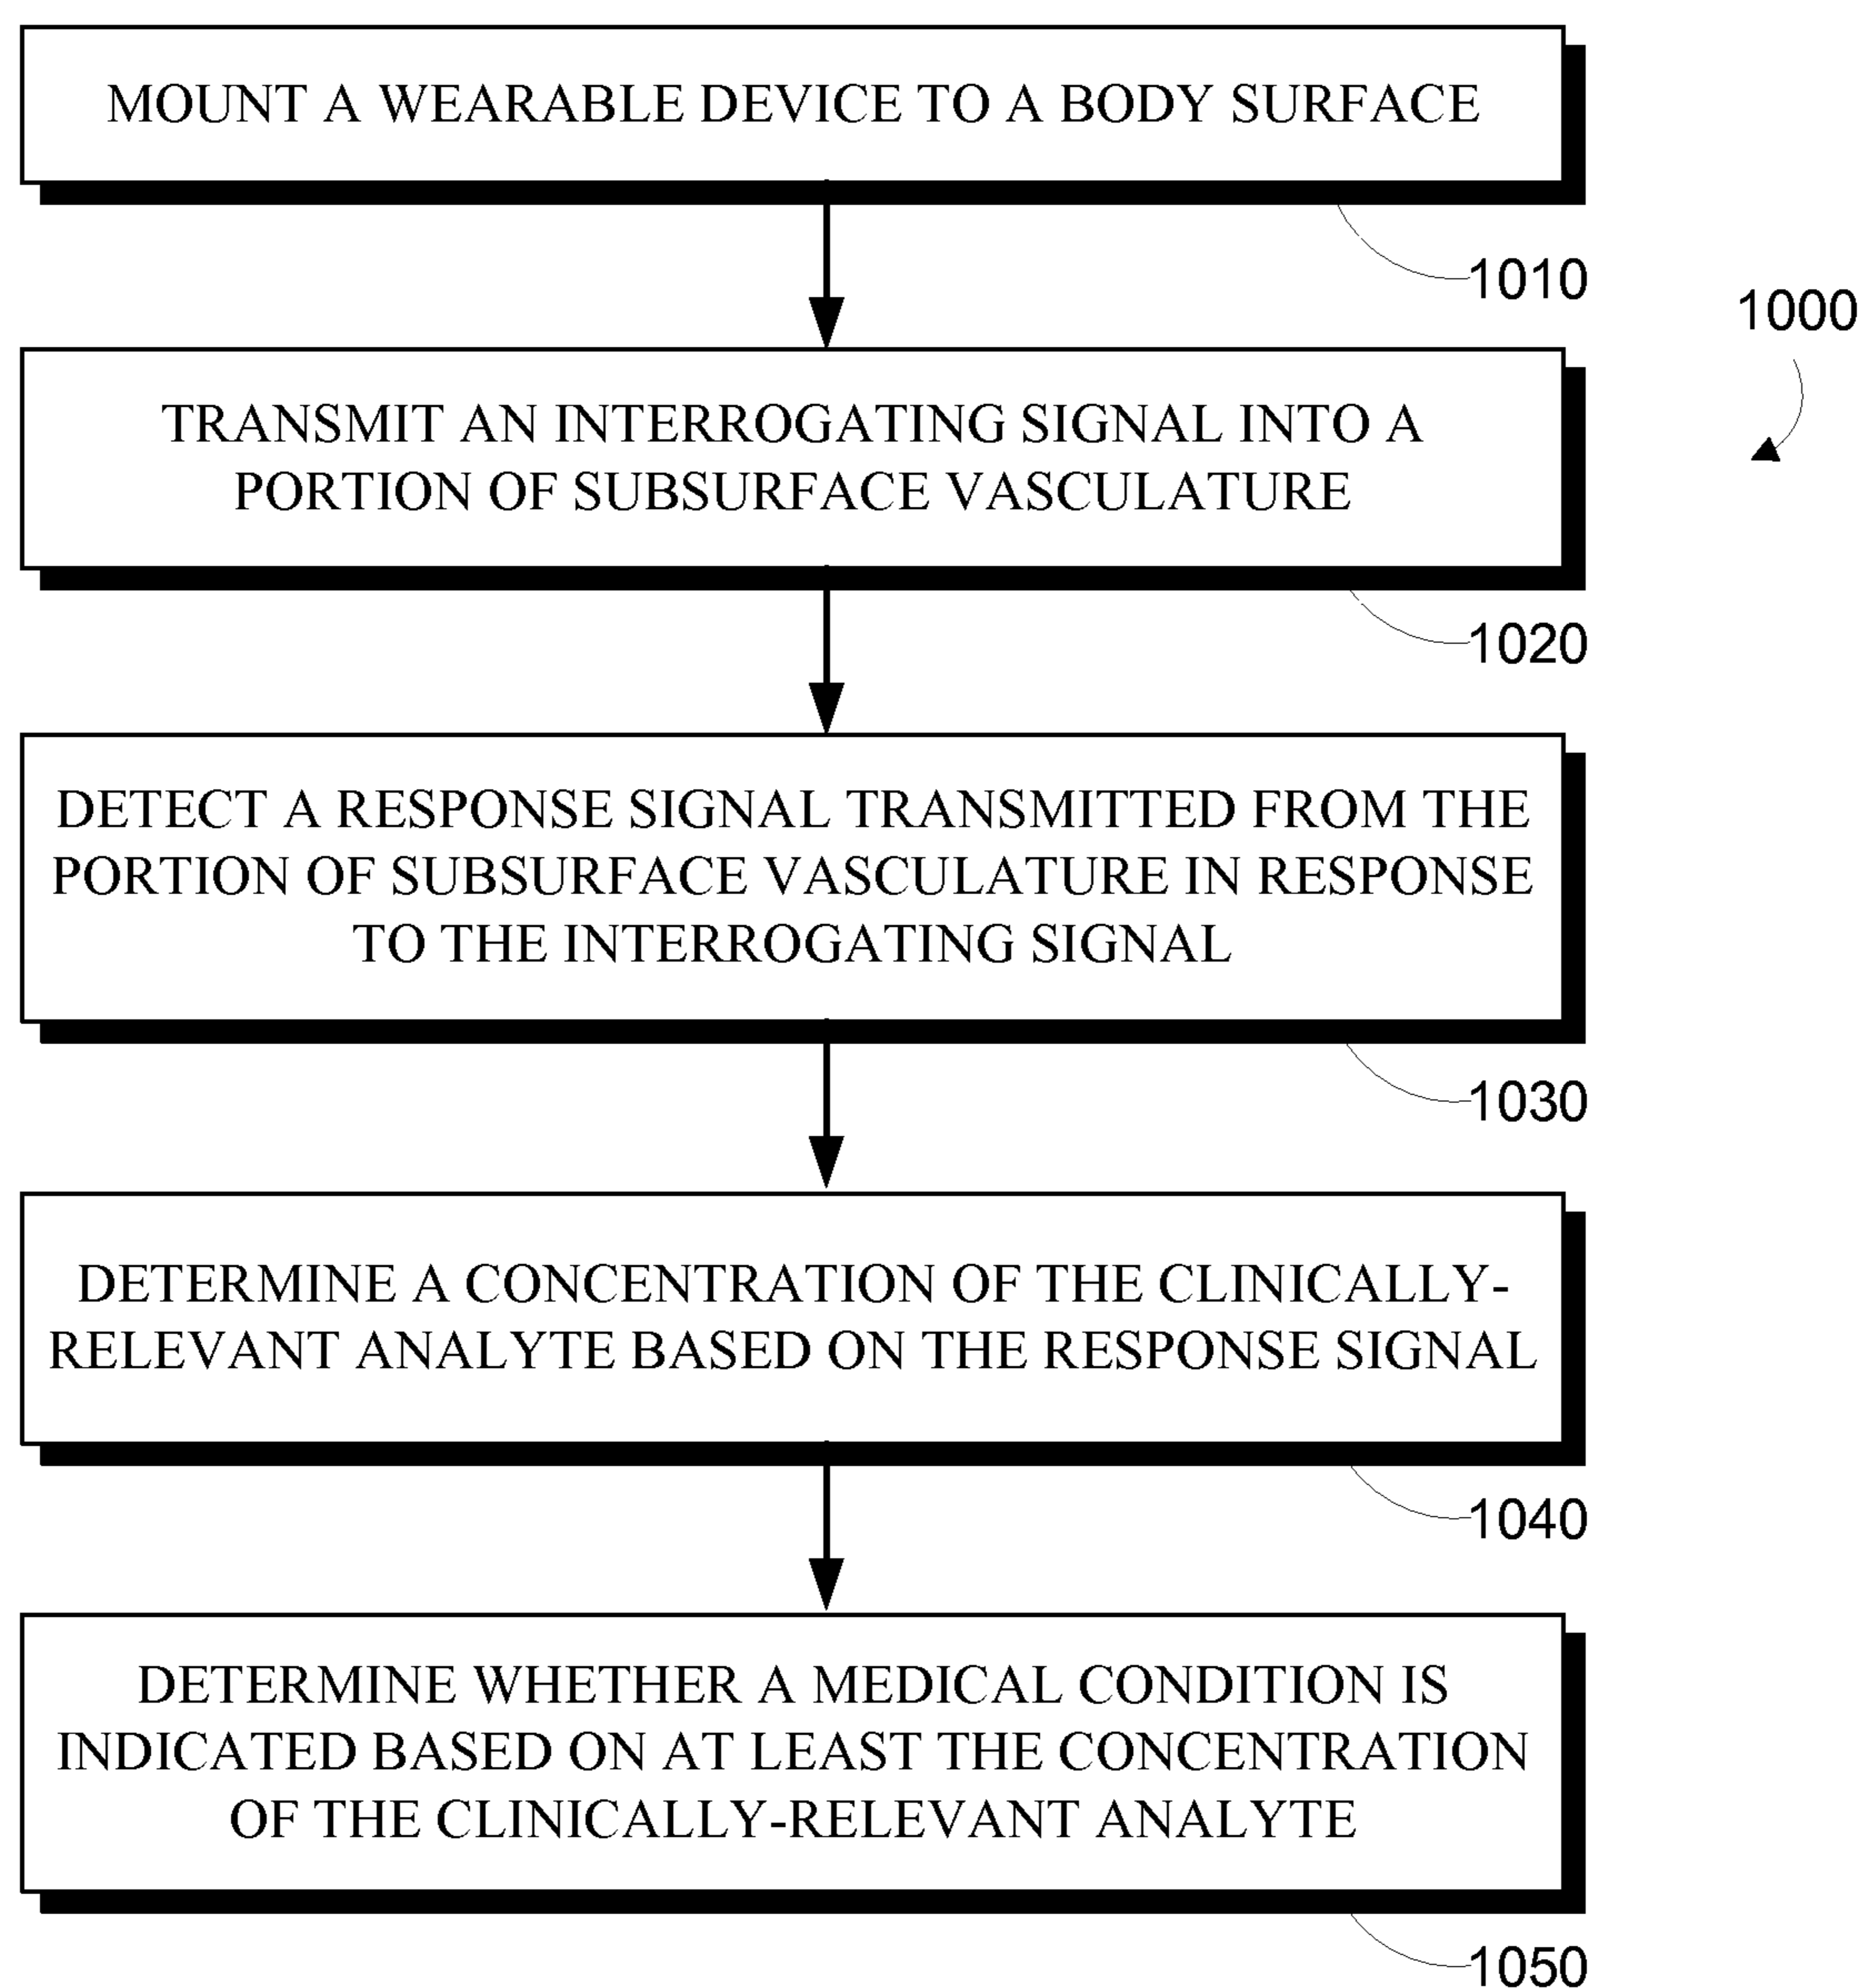 MOUNT A WEARABLE DEVICE TO A BODY SURFACE
1010
1000
TRANSMIT AN INTERROGATING SIGNAL INTO A
PORTION OF SUBSURFACE VASCULATURE
1020
DETECT A RESPONSE SIGNAL TRANSMITTED FROM THE
PORTION OF SUBSURFACE VASCULATURE IN RESPONSE
TO THE INTERROGATING SIGNAL
1030
DETERMINE A CONCENTRATION OF THE CLINICALLY-
RELEVANT ANALYTE BASED ON THE RESPONSE SIGNAL
1040
DETERMINE WHETHER A MEDICAL CONDITION IS
INDICATED BASED ON AT LEAST THE CONCENTRATION
OF THE CLINICALLY-RELEVANT ANALYTE
1050